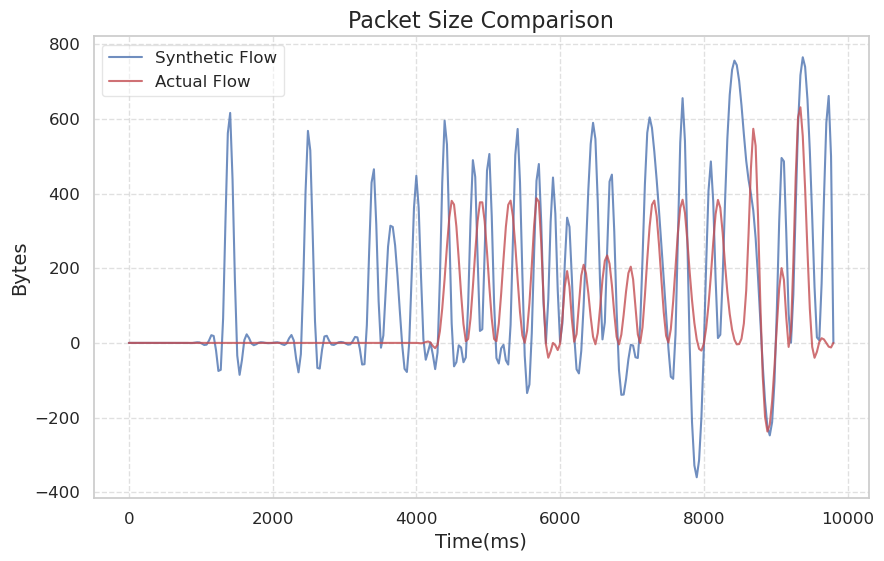 Packet Size Comparison
Synthetic Flow
Actual Flow
800
600
400
200
0
−200
−400
Bytes
0 2000 4000 6000 8000 10000
Time(ms)